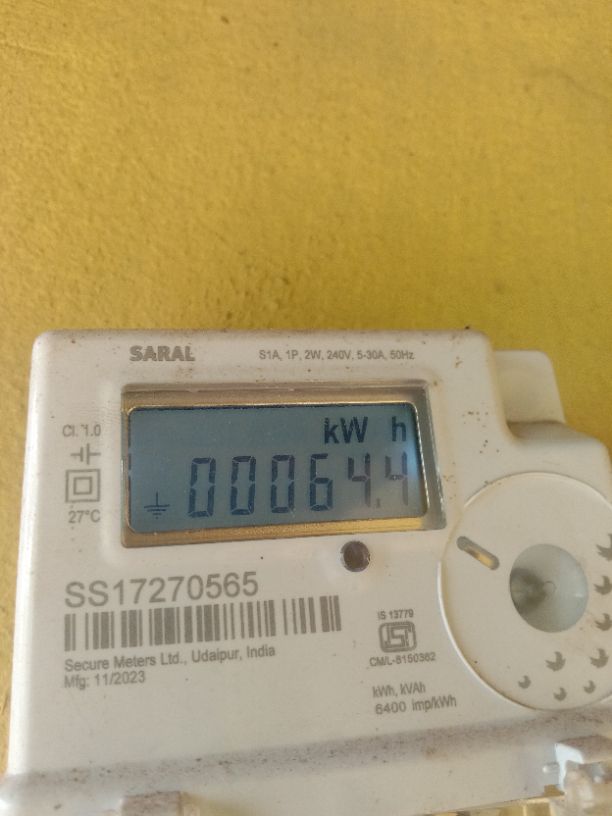 SARAL S1A, 1P, 2W, 240V, 5-30A, 50Hz
Cl. 1.0
kW h
00064.4
27°C
SS17270565
Secure Meters Ltd., Udaipur, India
Mfg: 11/2023
IS 13779
ISI
CM/L-8150362
kWh, kVAh
6400 imp/kWh